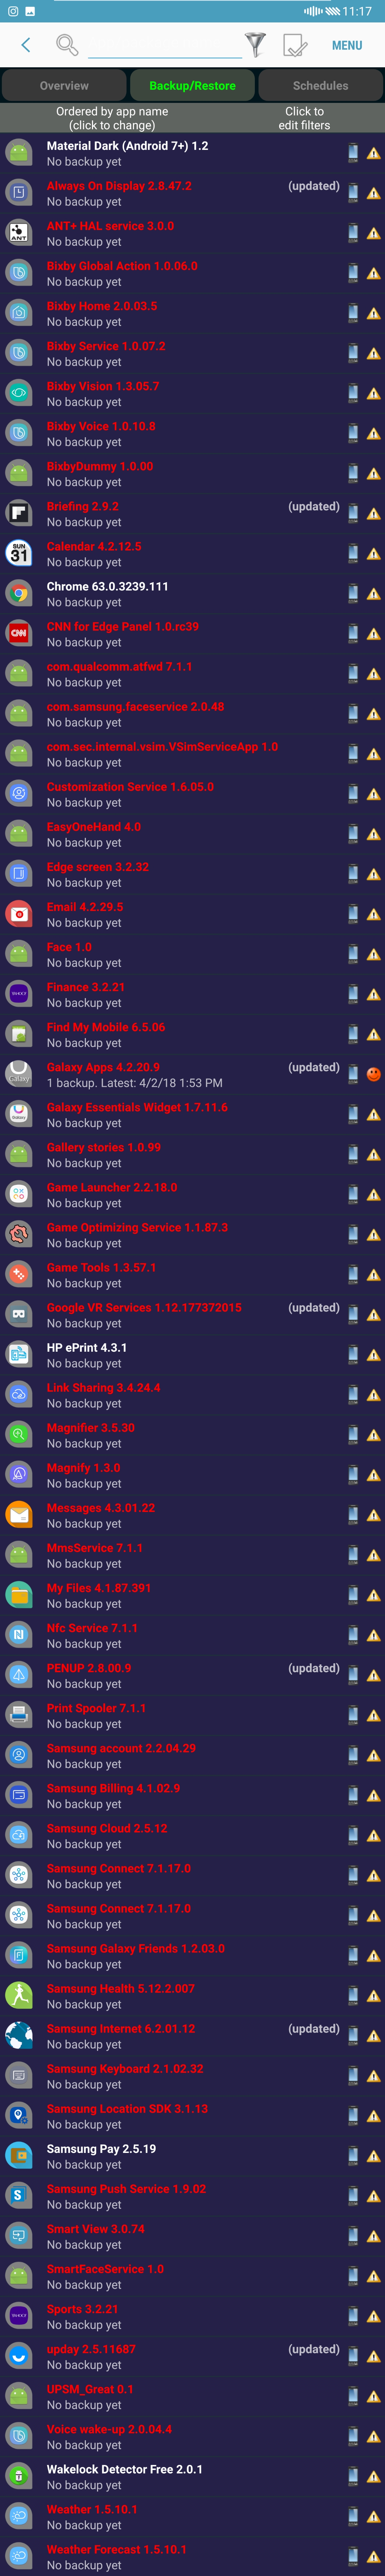 11:17
MENU
Overview
Backup/Restore
Schedules
Ordered by app name
(click to change)
Click to
edit filters
Material Dark (Android 7+) 1.2
No backup yet
Always On Display 2.8.47.2 (updated)
No backup yet
ANT+ HAL service 3.0.0
No backup yet
Bixby Global Action 1.0.06.0
No backup yet
Bixby Home 2.0.03.5
No backup yet
Bixby Service 1.0.07.2
No backup yet
Bixby Vision 1.3.05.7
No backup yet
Bixby Voice 1.0.10.8
No backup yet
BixbyDummy 1.0.00
No backup yet
Briefing 2.9.2 (updated)
No backup yet
SUN
31
Calendar 4.2.12.5
No backup yet
Chrome 63.0.3239.111
No backup yet
CNN
CNN for Edge Panel 1.0.rc39
No backup yet
com.qualcomm.atfwd 7.1.1
No backup yet
com.samsung.faceservice 2.0.48
No backup yet
com.sec.internal.vsim.VSimServiceApp 1.0
No backup yet
Customization Service 1.6.05.0
No backup yet
EasyOneHand 4.0
No backup yet
Edge screen 3.2.32
No backup yet
Email 4.2.29.5
No backup yet
Face 1.0
No backup yet
Finance 3.2.21
No backup yet
Find My Mobile 6.5.06
No backup yet
Galaxy Apps 4.2.20.9 (updated)
1 backup. Latest: 4/2/18 1:53 PM
Galaxy Essentials Widget 1.7.11.6
No backup yet
Gallery stories 1.0.99
No backup yet
Game Launcher 2.2.18.0
No backup yet
Game Optimizing Service 1.1.87.3
No backup yet
Game Tools 1.3.57.1
No backup yet
Google VR Services 1.12.177372015 (updated)
No backup yet
HP ePrint 4.3.1
No backup yet
Link Sharing 3.4.24.4
No backup yet
Magnifier 3.5.30
No backup yet
Magnify 1.3.0
No backup yet
Messages 4.3.01.22
No backup yet
MmsService 7.1.1
No backup yet
My Files 4.1.87.391
No backup yet
Nfc Service 7.1.1
No backup yet
PENUP 2.8.00.9 (updated)
No backup yet
Print Spooler 7.1.1
No backup yet
Samsung account 2.2.04.29
No backup yet
Samsung Billing 4.1.02.9
No backup yet
Samsung Cloud 2.5.12
No backup yet
Samsung Connect 7.1.17.0
No backup yet
Samsung Connect 7.1.17.0
No backup yet
Samsung Galaxy Friends 1.2.03.0
No backup yet
Samsung Health 5.12.2.007
No backup yet
Samsung Internet 6.2.01.12 (updated)
No backup yet
Samsung Keyboard 2.1.02.32
No backup yet
Samsung Location SDK 3.1.13
No backup yet
Samsung Pay 2.5.19
No backup yet
Samsung Push Service 1.9.02
No backup yet
Smart View 3.0.74
No backup yet
SmartFaceService 1.0
No backup yet
Sports 3.2.21
No backup yet
upday 2.5.11687 (updated)
No backup yet
UPSM_Great 0.1
No backup yet
Voice wake-up 2.0.04.4
No backup yet
Wakelock Detector Free 2.0.1
No backup yet
Weather 1.5.10.1
No backup yet
Weather Forecast 1.5.10.1
No backup yet